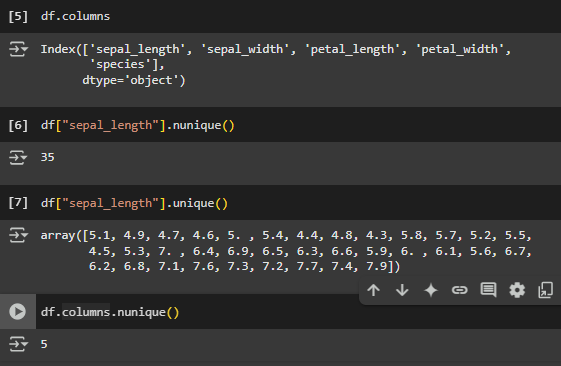 [5] df.columns
Index(['sepal_length', 'sepal_width', 'petal_length', 'petal_width',
'species'],
dtype='object')
[6] df["sepal_length"].nunique()
35
[7] df["sepal_length"].unique()
array([5.1, 4.9, 4.7, 4.6, 5. , 5.4, 4.4, 4.8, 4.3, 5.8, 5.7, 5.2, 5.5,
4.5, 5.3, 7. , 6.4, 6.9, 6.5, 6.3, 6.6, 5.9, 6. , 6.1, 5.6, 6.7,
6.2, 6.8, 7.1, 7.6, 7.3, 7.2, 7.7, 7.4, 7.9])
df.columns.nunique()
5